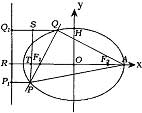 Q₁ S Q y
H
R T F₁ O F₂ A x
P₁ P